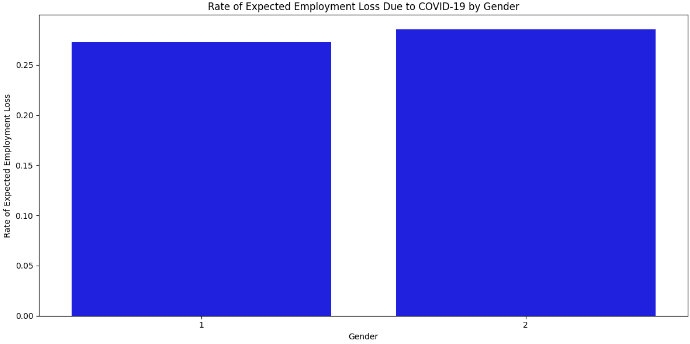 Rate of Expected Employment Loss Due to COVID-19 by Gender
Rate of Expected Employment Loss
0.25
0.20
0.15
0.10
0.05
0.00
1 2
Gender